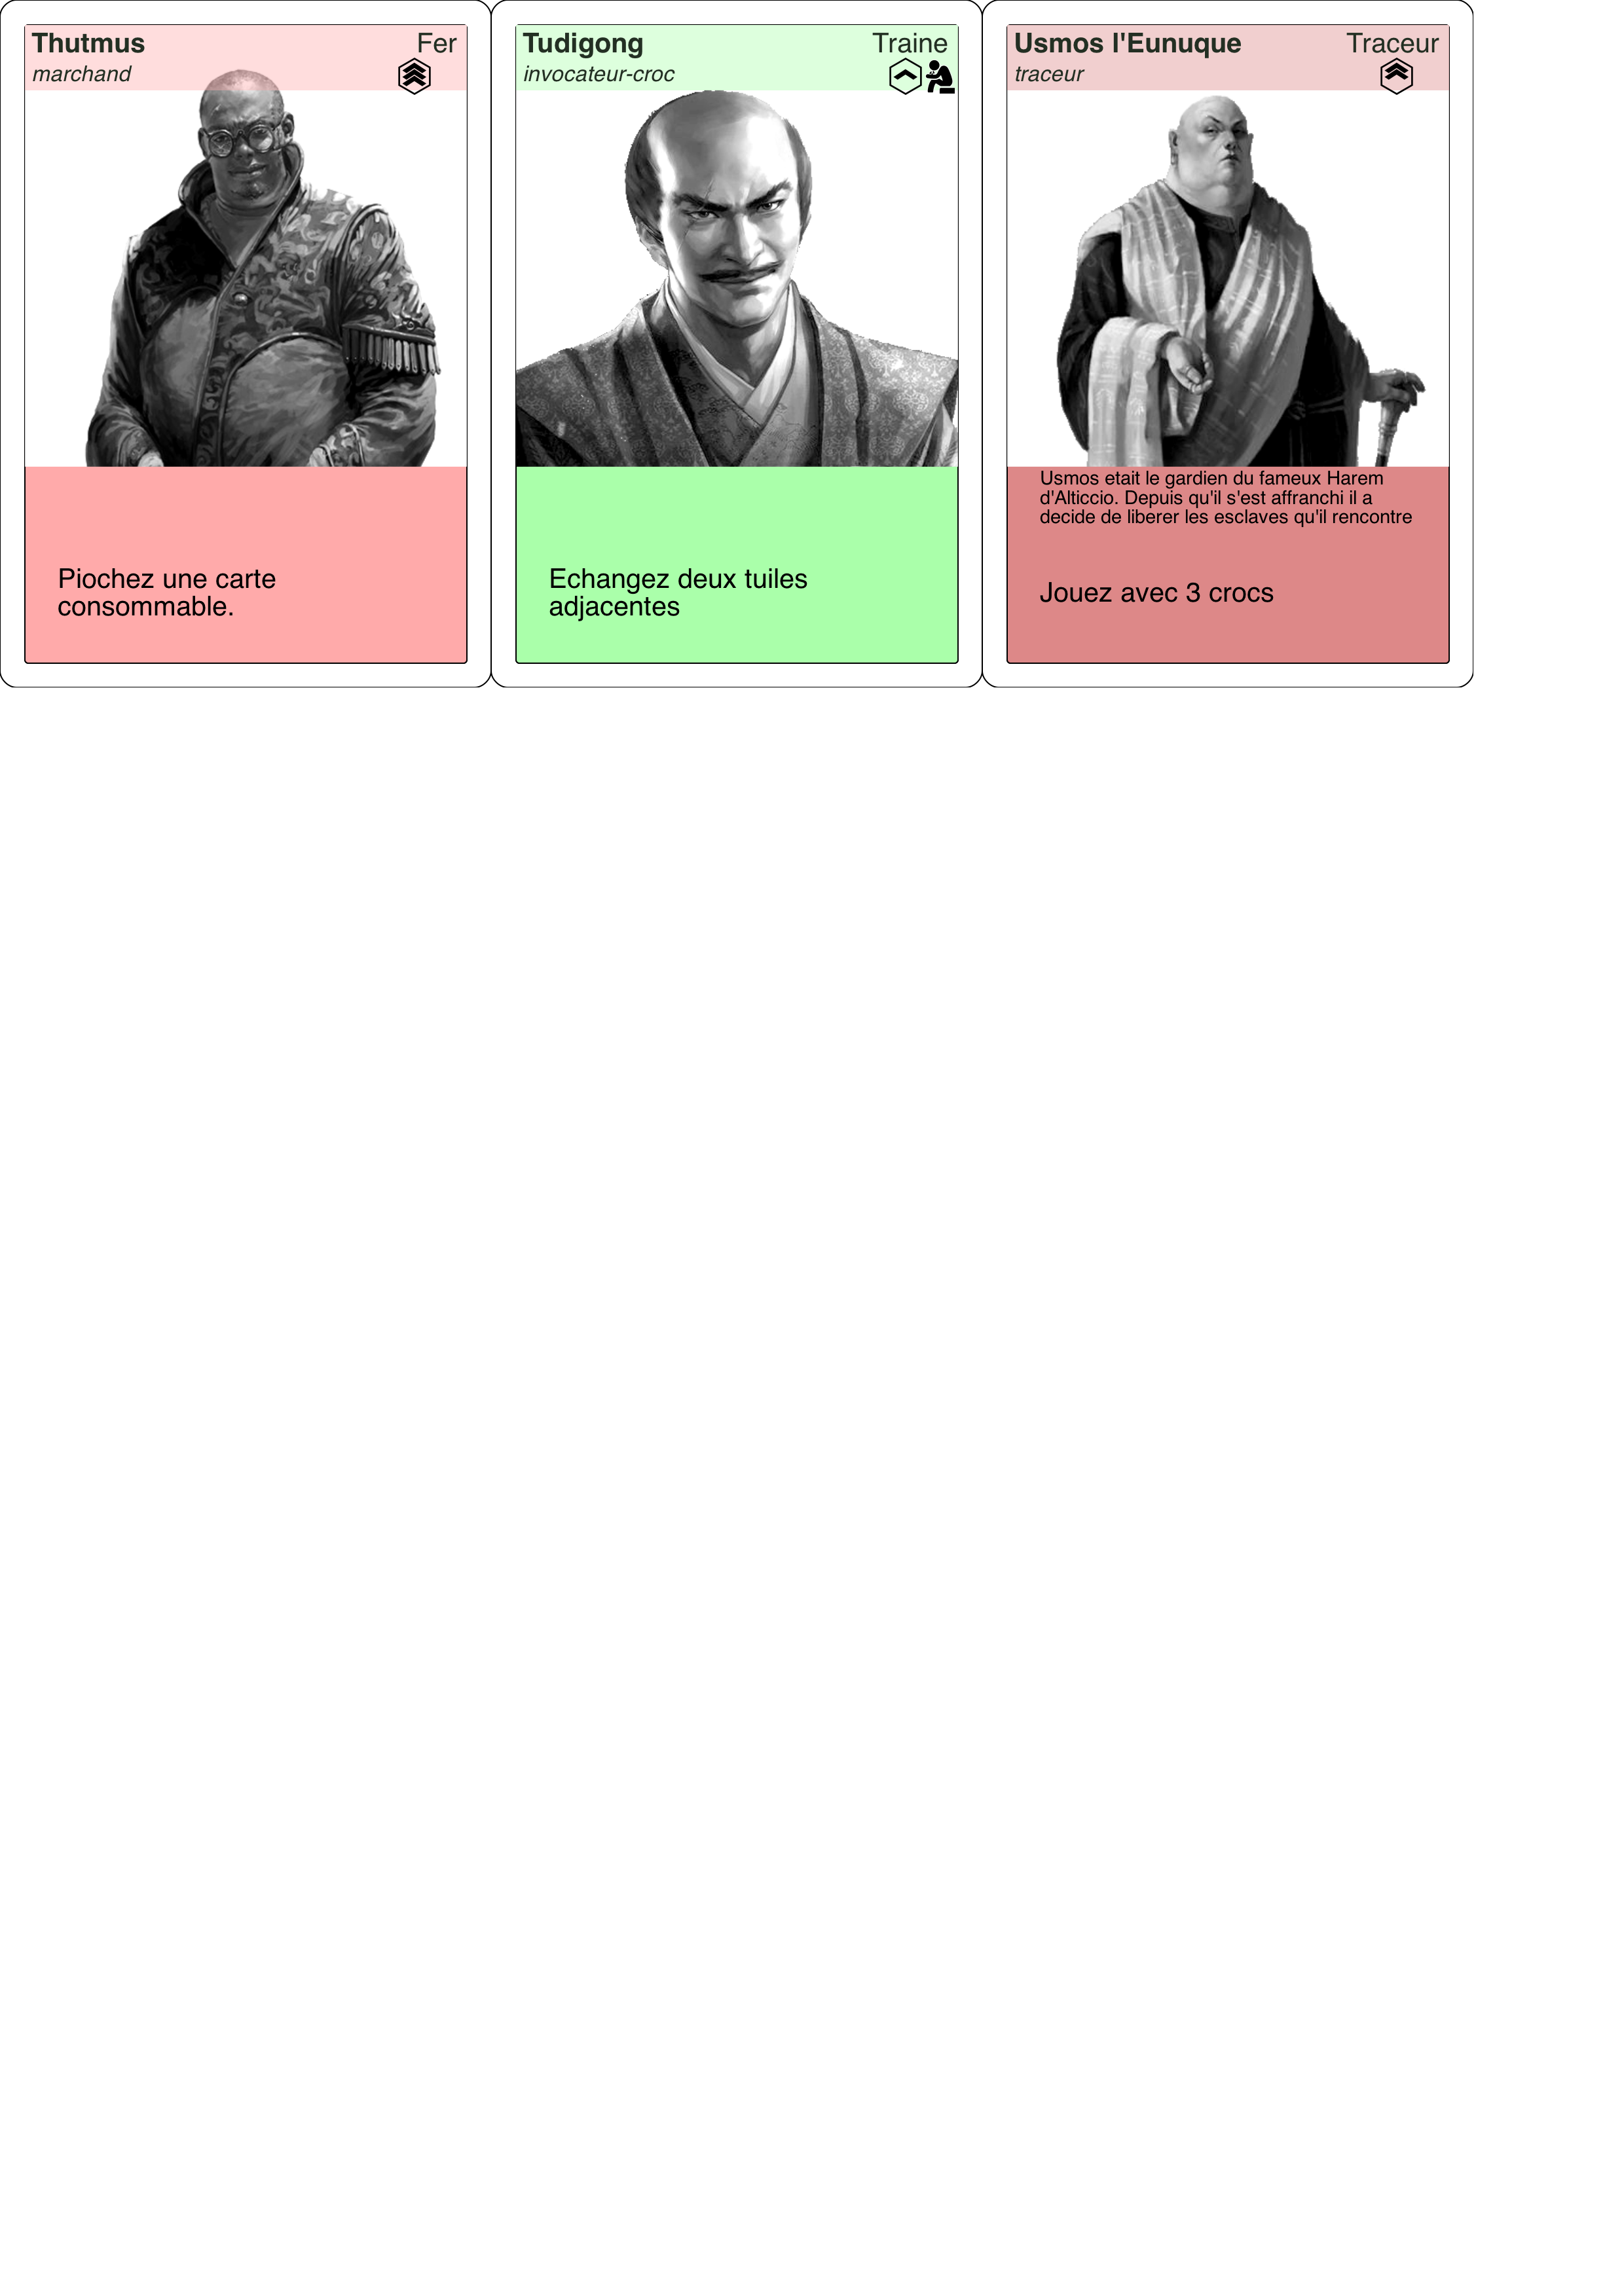 Thutmus Fer
marchand
Piochez une carte
consommable.
Tudigong Traine
invocateur-croc
Echangez deux tuiles
adjacentes
Usmos l'Eunuque Traceur
traceur
Usmos etait le gardien du fameux Harem
d'Alticcio. Depuis qu'il s'est affranchi il a
decide de liberer les esclaves qu'il rencontre
Jouez avec 3 crocs